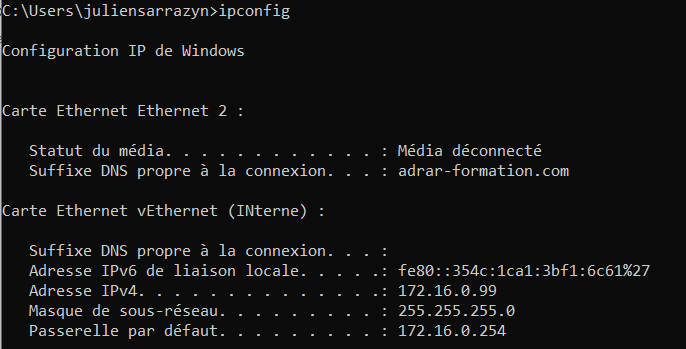 C:\Users\juliensarrazyn>ipconfig
Configuration IP de Windows
Carte Ethernet Ethernet 2 :
Statut du média. . . . . . . . . . . . : Média déconnecté
Suffixe DNS propre à la connexion. . . : adrar-formation.com
Carte Ethernet vEthernet (INterne) :
Suffixe DNS propre à la connexion. . . :
Adresse IPv6 de liaison locale. . . . .: fe80::354c:1ca1:3bf1:6c61%27
Adresse IPv4. . . . . . . . . . . . . .: 172.16.0.99
Masque de sous-réseau. . . . . . . . . : 255.255.255.0
Passerelle par défaut. . . . . . . . . : 172.16.0.254